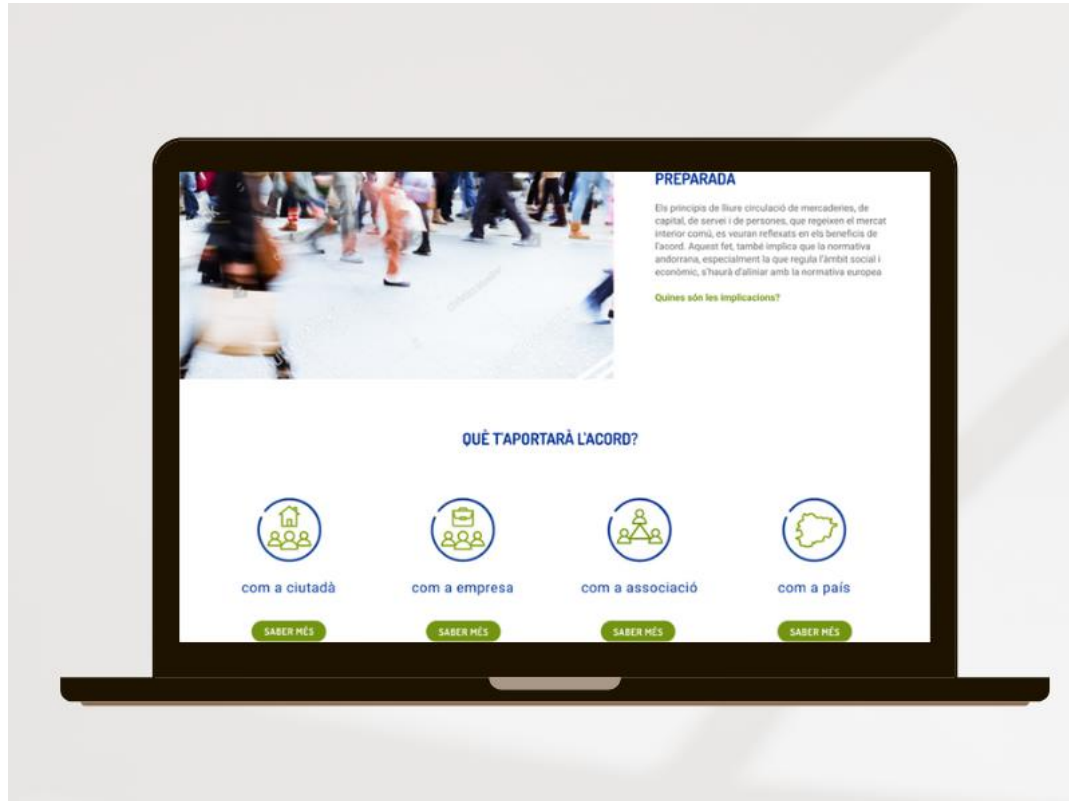 PREPARADA
Els principis de lliure circulació de mercaderies, de
capital, de servei i de persones, que regeixen el mercat
interior comú, es veuran reflexats en els beneficis de
l'acord. Aquest fet, també implica que la normativa
andorrana, especialment la que regula l'àmbit social i
econòmic, s'haurà d'aliniar amb la normativa europea
Quines són les implicacions?
QUÈ T'APORTARÀ L'ACORD?
com a ciutadà
com a empresa
com a associació
com a país
SABER MÉS
SABER MÉS
SABER MÉS
SABER MÉS